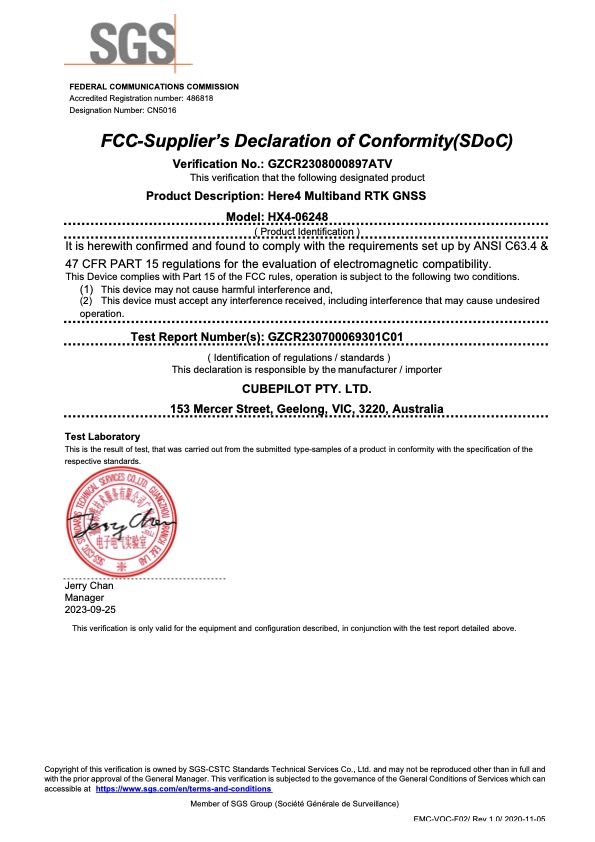 SGS
FEDERAL COMMUNICATIONS COMMISSION
Accredited Registration number: 486818
Designation Number: CN5016
FCC-Supplier's Declaration of Conformity(SDoC)
Verification No.: GZCR2308000897ATV
This verification that the following designated product
Product Description: Here4 Multiband RTK GNSS
Model: HX4-06248
( Product Identification )
It is herewith confirmed and found to comply with the requirements set up by ANSI C63.4 &
47 CFR PART 15 regulations for the evaluation of electromagnetic compatibility.
This Device complies with Part 15 of the FCC rules, operation is subject to the following two conditions.
(1) This device may not cause harmful interference and,
(2) This device must accept any interference received, including interference that may cause undesired
operation.
Test Report Number(s): GZCR230700069301C01
( Identification of regulations / standards )
This declaration is responsible by the manufacturer / importer
CUBEPILOT PTY. LTD.
153 Mercer Street, Geelong, VIC, 3220, Australia
Test Laboratory
This is the result of test, that was carried out from the submitted type-samples of a product in conformity with the specification of the
respective standards.
Jerry Chen
电子电气实验室
Jerry Chan
Manager
2023-09-25
This verification is only valid for the equipment and configuration described, in conjunction with the test report detailed above.
Copyright of this verification is owned by SGS-CSTC Standards Technical Services Co., Ltd. and may not be reproduced other than in full and
with the prior approval of the General Manager. This verification is subjected to the governance of the General Conditions of Services which can
accessible at https://www.sgs.com/en/terms-and-conditions
Member of SGS Group (Société Générale de Surveillance)
EMC-VOC-F02/ Rev 1.0/ 2020-11-05